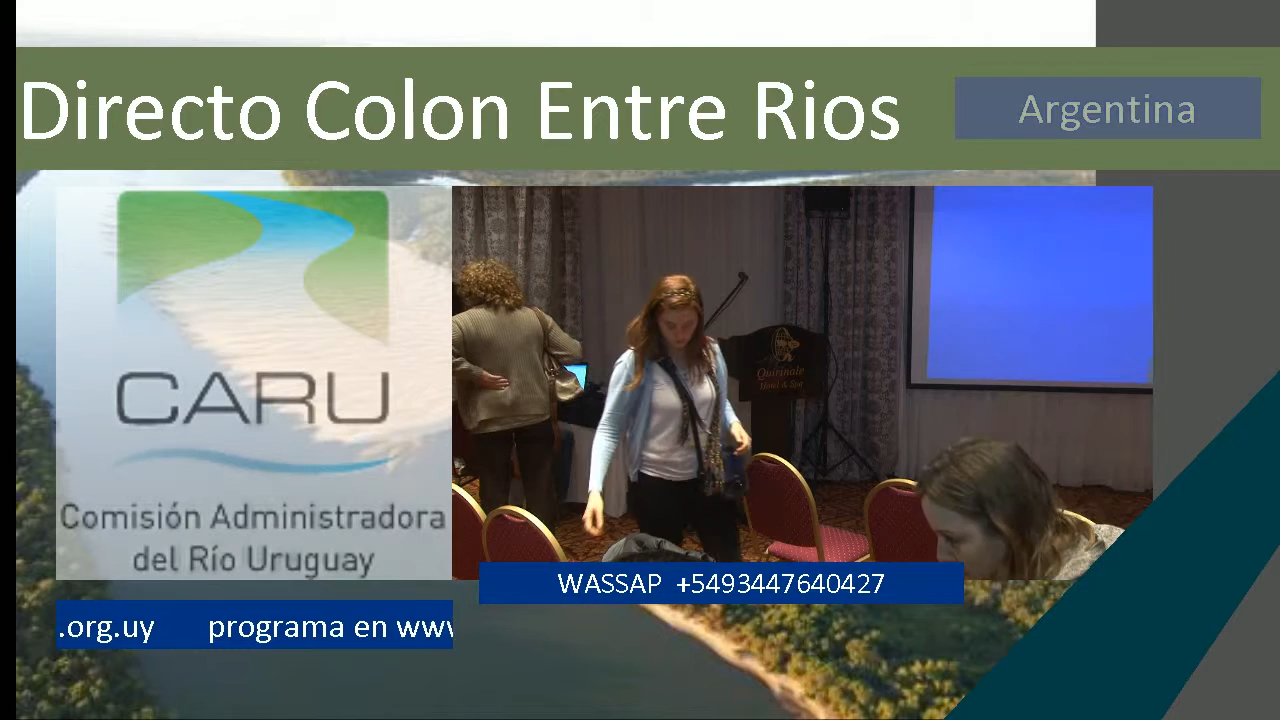 Directo Colon Entre Rios
Argentina
CARU
Comisión Administradora
del Río Uruguay
Quirinale
Hotel & Spa
WASSAP +5493447640427
.org.uy programa en www